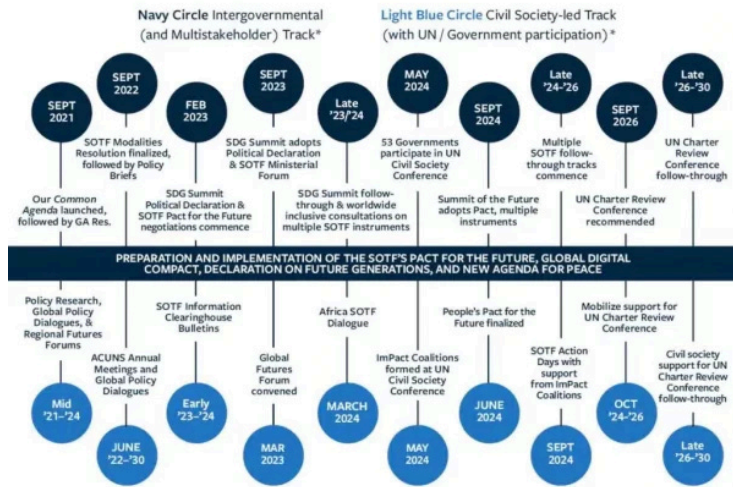 Navy Circle Intergovernmental
(and Multistakeholder) Track*
Light Blue Circle Civil Society-led Track
(with UN / Government participation) *
SEPT
2021
Our Common
Agenda launched,
followed by GA Res.
SEPT
2022
SOTF Modalities
Resolution finalized,
followed by Policy
Briefs
FEB
2023
SDG Summit
Political Declaration &
SOTF Pact for the Future
negotiations commence
SEPT
2023
SDG Summit adopts
Political Declaration
& SOTF Ministerial
Forum
Late
'23/'24
SDG Summit follow-
through & worldwide
inclusive consultations on
multiple SOTF instruments
MAY
2024
53 Governments
participate in UN
Civil Society
Conference
SEPT
2024
Summit of the Future
adopts Pact, multiple
instruments
Late
'24-'26
Multiple
SOTF follow-
through tracks
commence
SEPT
2026
UN Charter Review
Conference
recommended
Late
'26-'30
UN Charter
Review
Conference
follow-through
PREPARATION AND IMPLEMENTATION OF THE SOTF'S PACT FOR THE FUTURE, GLOBAL DIGITAL
COMPACT, DECLARATION ON FUTURE GENERATIONS, AND NEW AGENDA FOR PEACE
Policy Research,
Global Policy
Dialogues, &
Regional Futures
Forums
Mid
'21-'24
ACUNS Annual
Meetings and
Global Policy
Dialogues
JUNE
'22-'30
SOTF Information
Clearinghouse
Bulletins
Early
'23-'24
Global
Futures
Forum
convened
MAR
2023
Africa SOTF
Dialogue
MARCH
2024
ImPact Coalitions
formed at UN
Civil Society
Conference
MAY
2024
People's Pact for the
Future finalized
JUNE
2024
SOTF Action
Days with
support
from ImPact
Coalitions
SEPT
2024
Mobilize support for
UN Charter Review
Conference
OCT
'24-'26
Civil society
support for UN
Charter Review
Conference
follow-through
Late
'26-'30